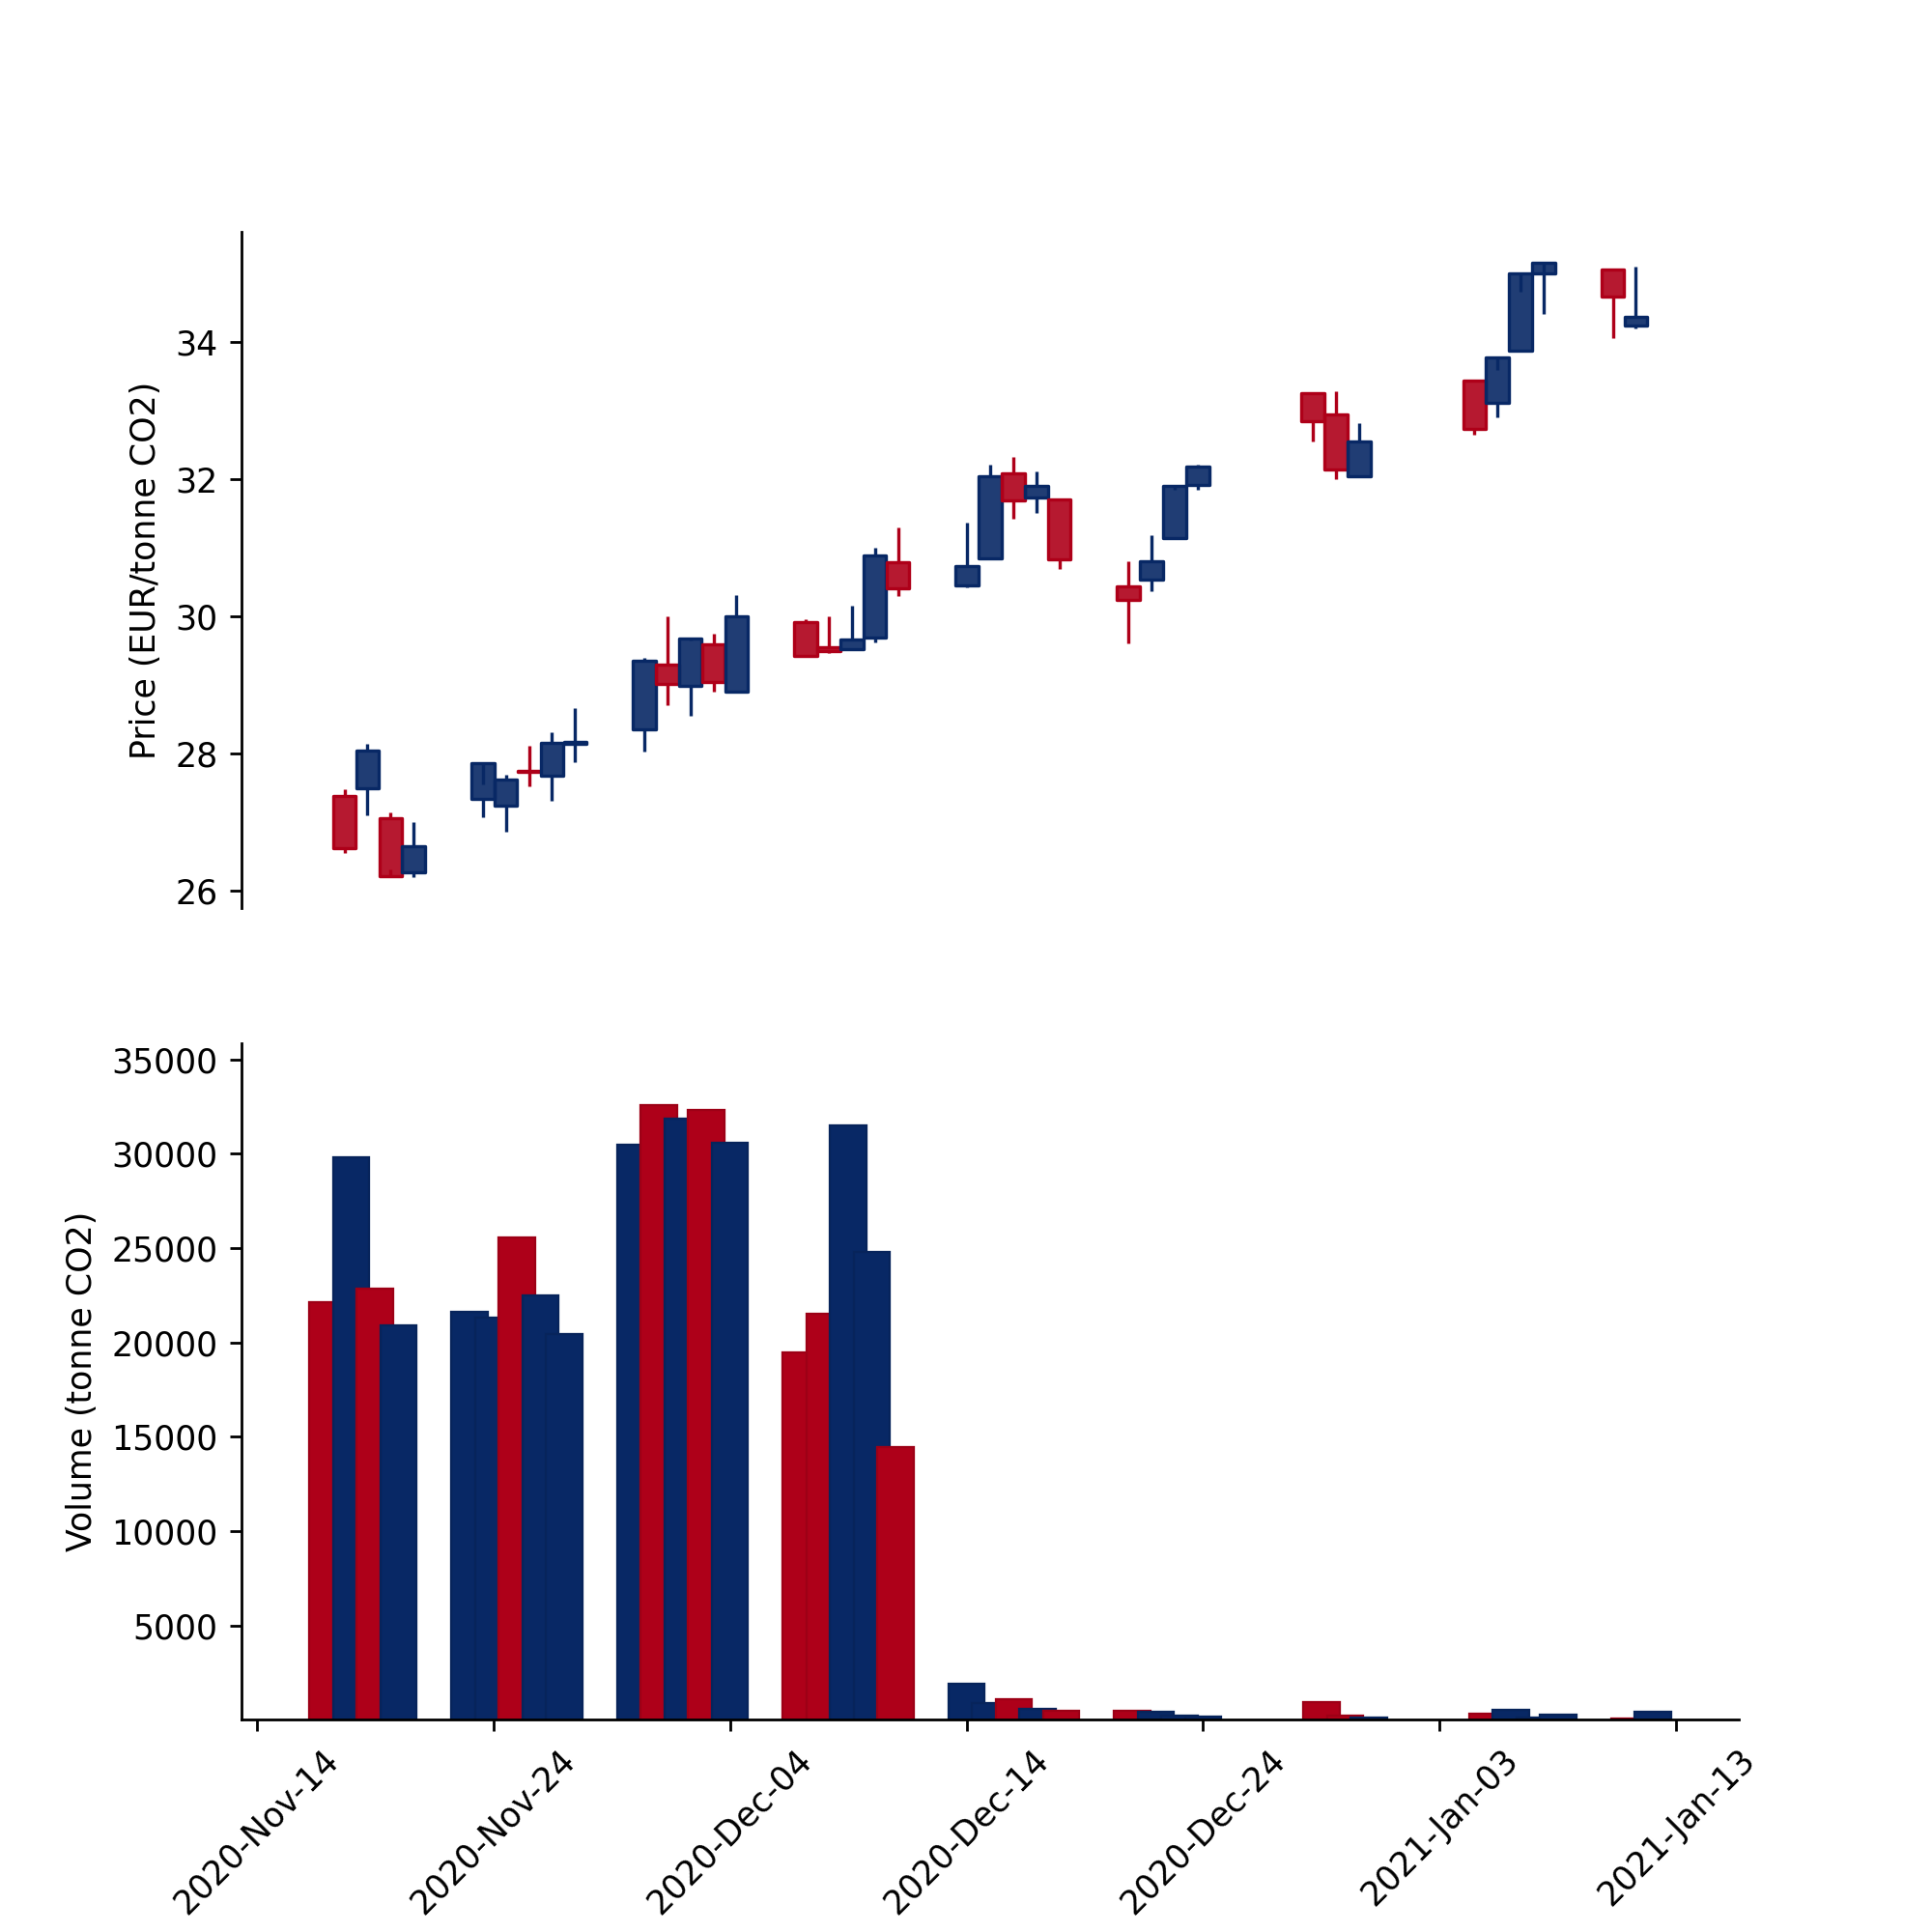 Price (EUR/tonne CO2)
34
32
30
28
26
Volume (tonne CO2)
35000
30000
25000
20000
15000
10000
5000
2020-Nov-14
2020-Nov-24
2020-Dec-04
2020-Dec-14
2020-Dec-24
2021-Jan-03
2021-Jan-13